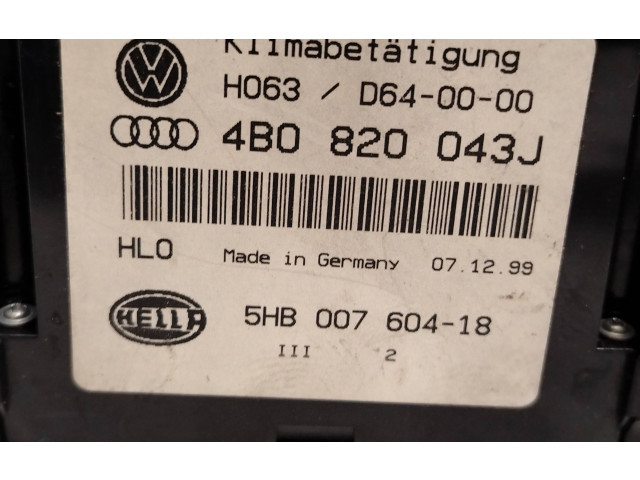 Klimabetätigung
H063 / D64-00-00
4B0 820 043J
HLO Made in Germany 07.12.99
HELLA 5HB 007 604-18
III 2